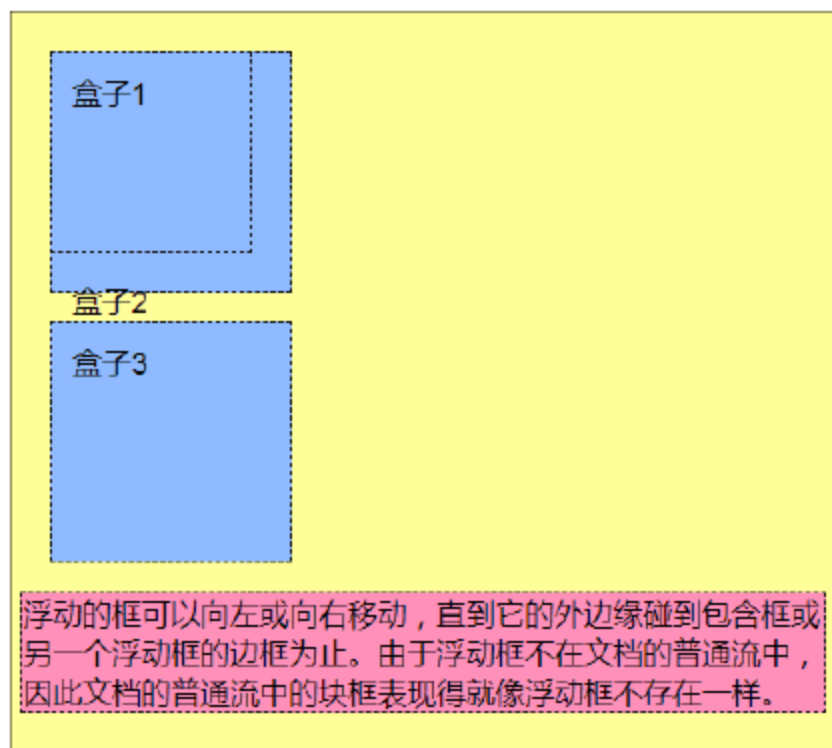 盒子1
盒子2
盒子3
浮动的框可以向左或向右移动，直到它的外边缘碰到包含框或
另一个浮动框的边框为止。由于浮动框不在文档的普通流中，
因此文档的普通流中的块框表现得就像浮动框不存在一样。